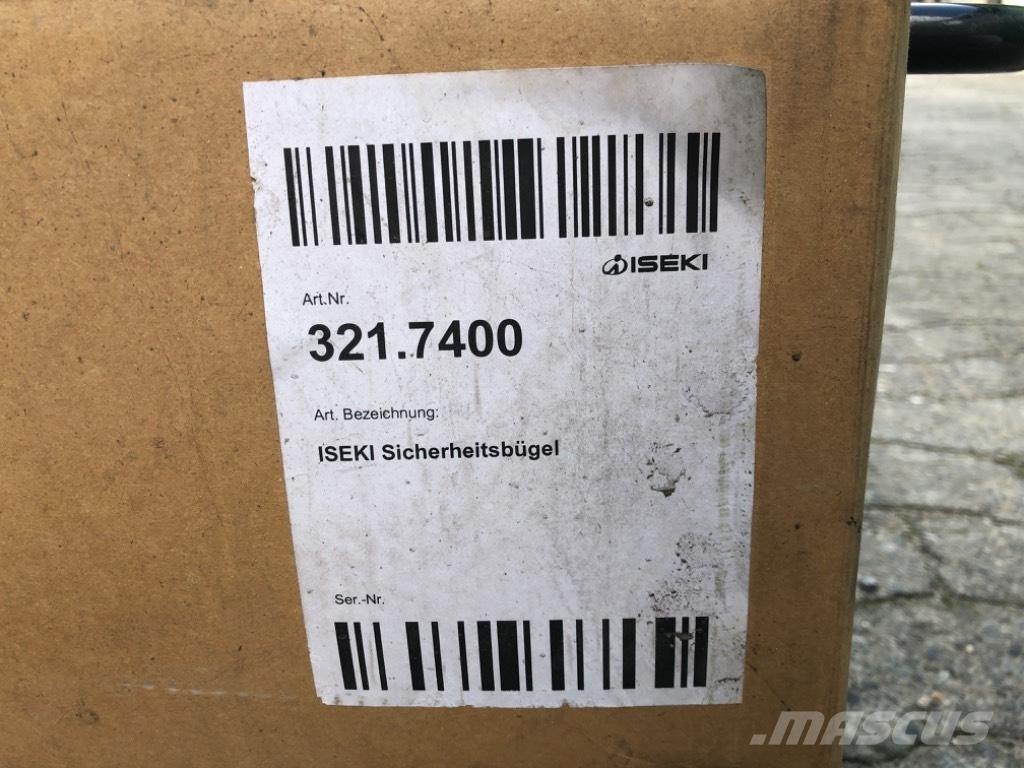 ISEKI
Art.Nr.
321.7400
Art. Bezeichnung:
ISEKI Sicherheitsbügel
Ser.-Nr.
MASCUS